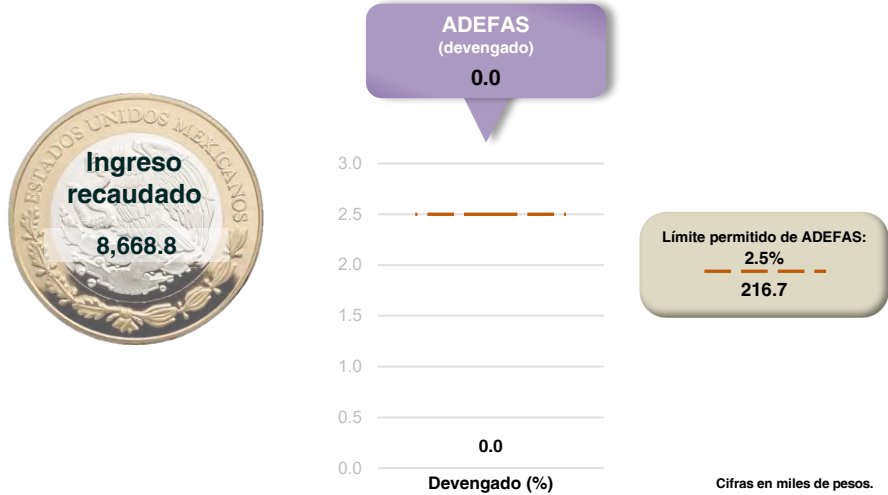 ADEFAS
(devengado)
0.0
ESTADOS UNIDOS MEXICANOS
Ingreso
recaudado
8,668.8
3.0
2.5
2.0
1.5
1.0
0.5
0.0
0.0
Devengado (%)
Límite permitido de ADEFAS:
2.5%
216.7
Cifras en miles de pesos.